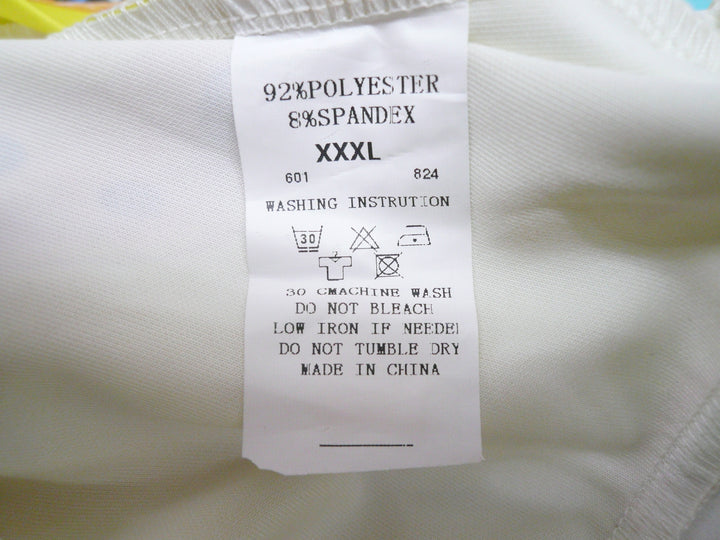 92%POLYESTER
8%SPANDEX
XXXL
601 824
WASHING INSTRUTION
30
30 CMACHINE WASH
DO NOT BLEACH
LOW IRON IF NEEDE
DO NOT TUMBLE DRY
MADE IN CHINA